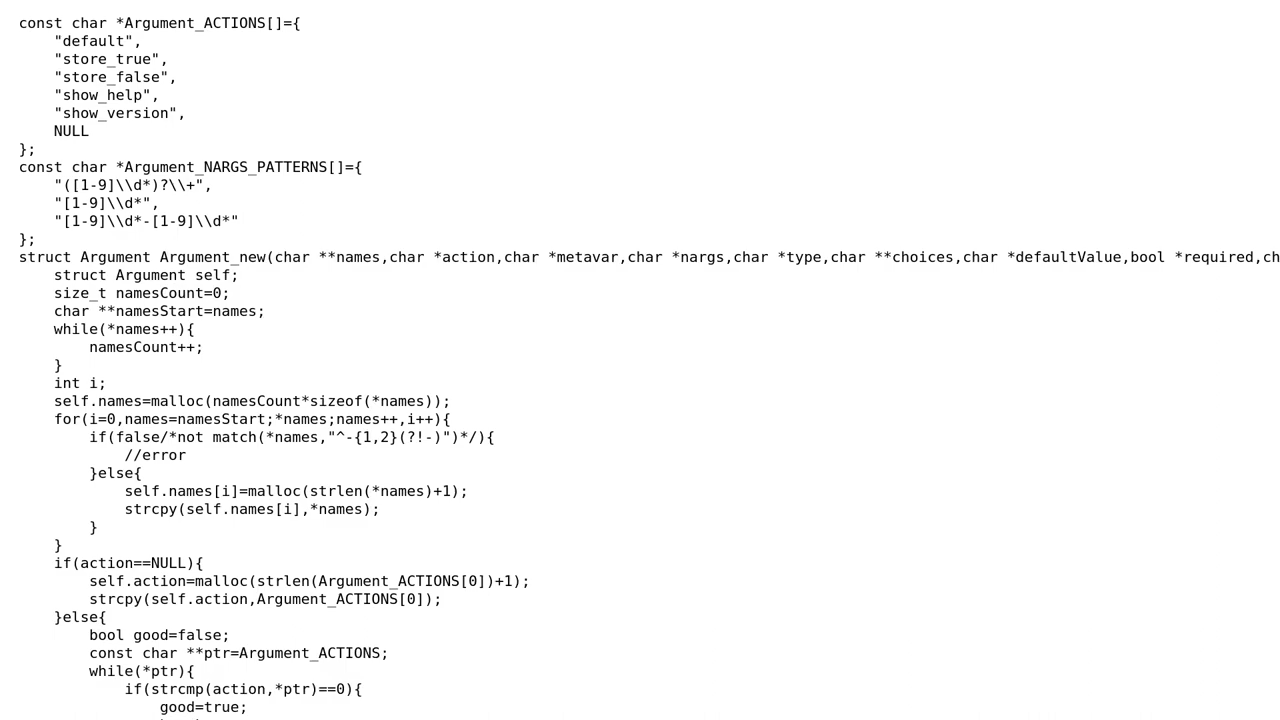 const char *Argument_ACTIONS[]={
    "default",
    "store_true",
    "store_false",
    "show_help",
    "show_version",
    NULL
};
const char *Argument_NARGS_PATTERNS[]={
    "([1-9]\\d*)?\\+",
    "[1-9]\\d*",
    "[1-9]\\d*-[1-9]\\d*"
};
struct Argument Argument_new(char **names,char *action,char *metavar,char *nargs,char *type,char **choices,char *defaultValue,bool *required,ch
    struct Argument self;
    size_t namesCount=0;
    char **namesStart=names;
    while(*names++){
        namesCount++;
    }
    int i;
    self.names=malloc(namesCount*sizeof(*names));
    for(i=0,names=namesStart;*names;names++,i++){
        if(false/*not match(*names,"^-{1,2}(?!-)")*/){
            //error
        }else{
            self.names[i]=malloc(strlen(*names)+1);
            strcpy(self.names[i],*names);
        }
    }
    if(action==NULL){
        self.action=malloc(strlen(Argument_ACTIONS[0])+1);
        strcpy(self.action,Argument_ACTIONS[0]);
    }else{
        bool good=false;
        const char **ptr=Argument_ACTIONS;
        while(*ptr){
            if(strcmp(action,*ptr)==0){
                good=true;